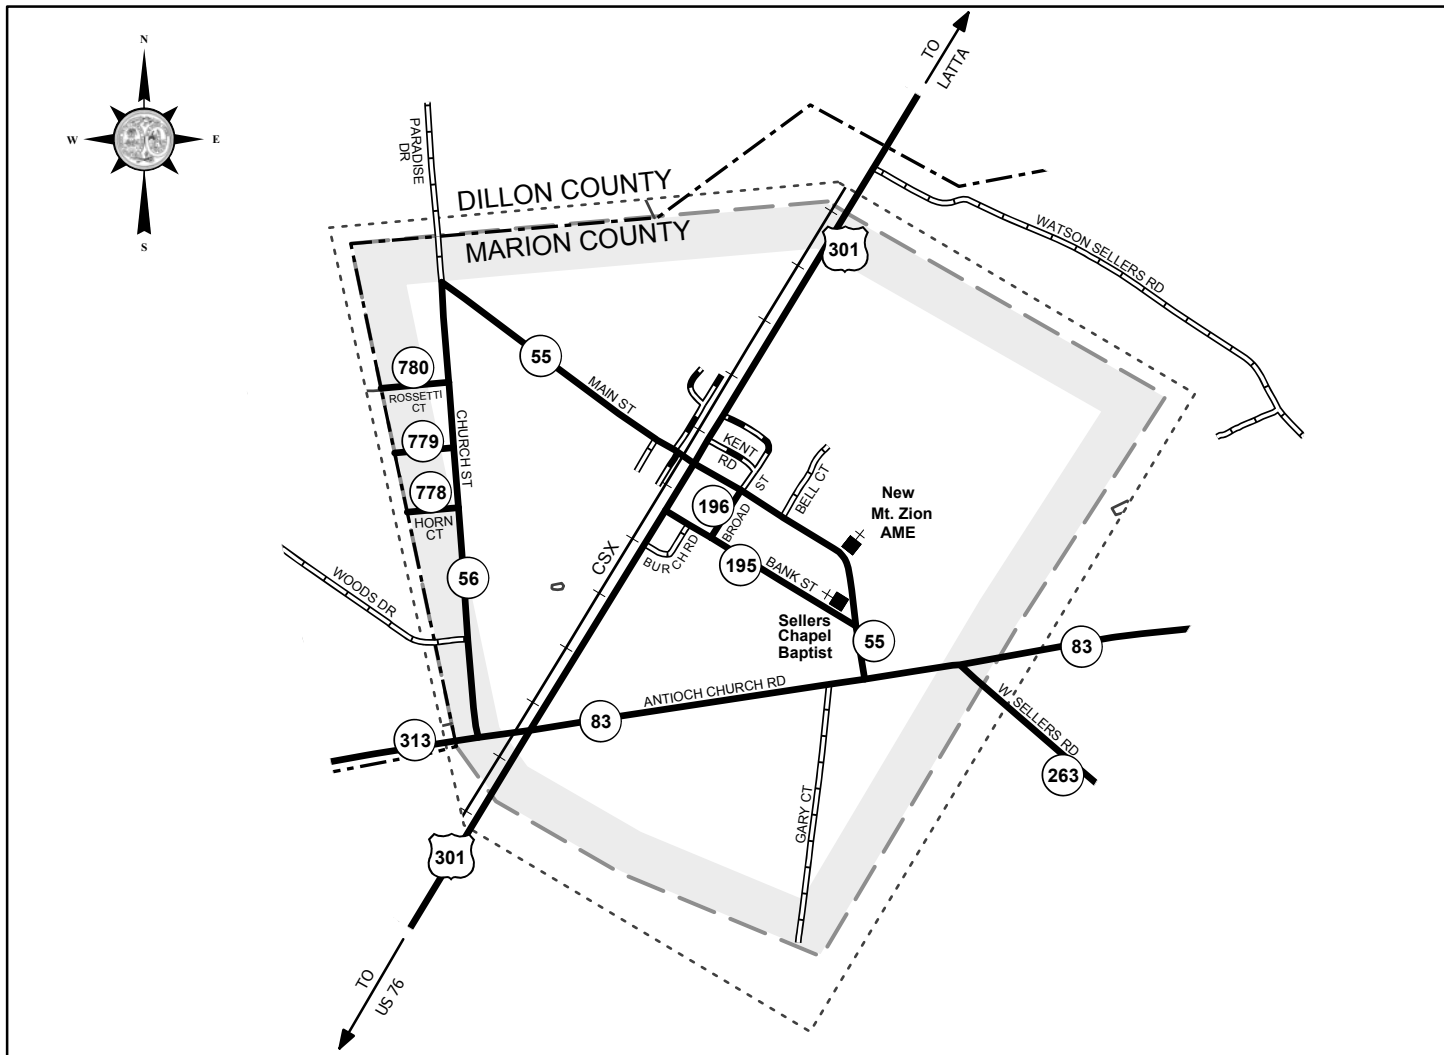 N
W
E
S
TO
LATTA
PARADISE
DR
DILLON COUNTY
MARION COUNTY
301
WATSON SELLERS RD
55
780
ROSSETTI
CT
MAIN ST
CHURCH ST
779
778
HORN
CT
KENT
RD
BROAD ST
196
BELL CT
New
Mt. Zion
AME
CSX
BURCH RD
195
BANK ST
56
WOODS DR
Sellers
Chapel
Baptist
55
83
ANTIOCH CHURCH RD
W SELLERS RD
83
313
263
GARY CT
301
TO
US 76